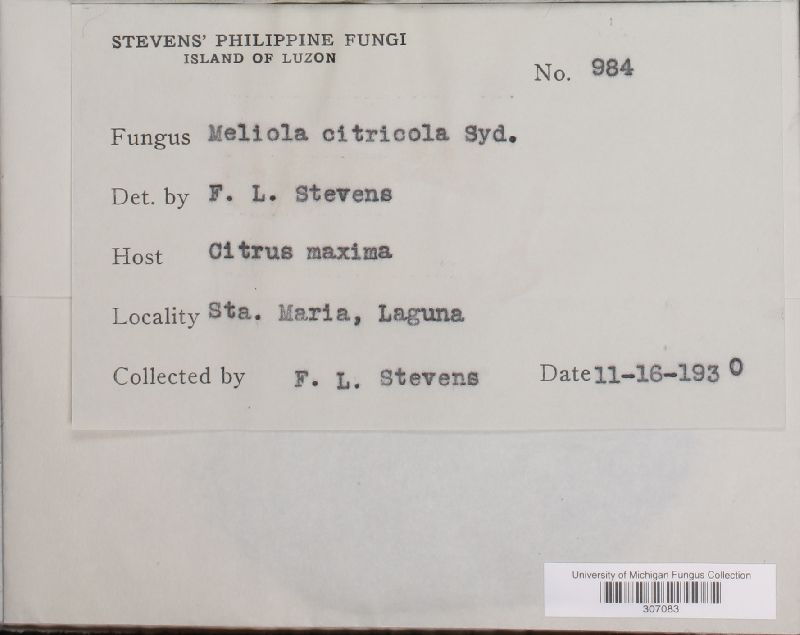 STEVENS' PHILIPPINE FUNGI
ISLAND OF LUZON
No. 984
Fungus Meliola citricola Syd.
Det. by F. L. Stevens
Host Citrus maxima
Locality Sta. Maria, Laguna
Collected by F. L. Stevens Date 11-16-1930
University of Michigan Fungus Collection
307083